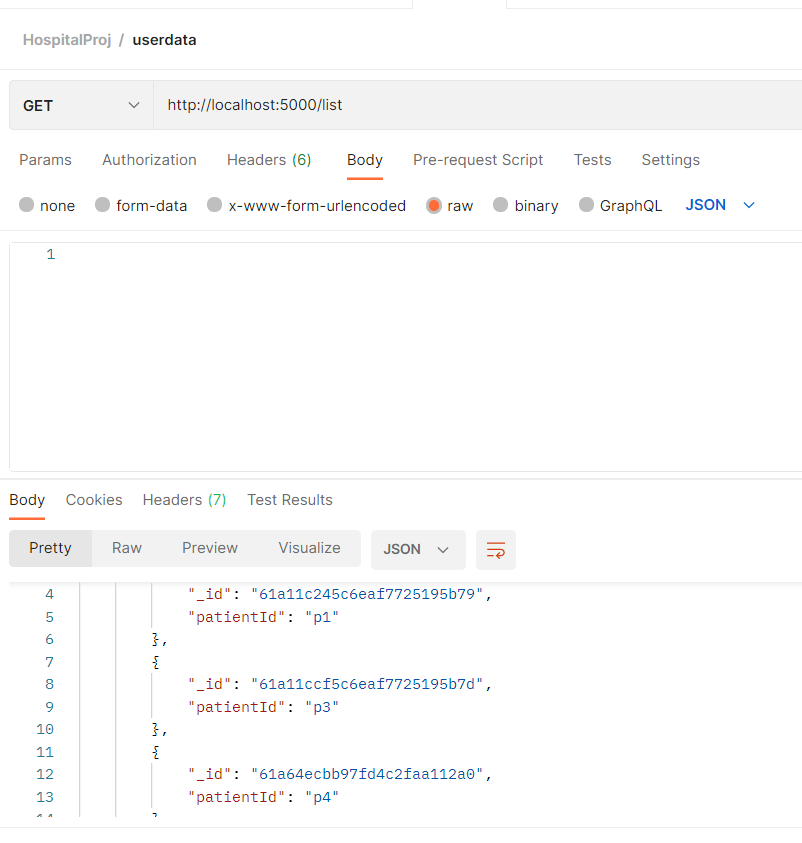 HospitalProj / userdata
GET http://localhost:5000/list
Params Authorization Headers (6) Body Pre-request Script Tests Settings
none form-data x-www-form-urlencoded raw binary GraphQL JSON
1
Body Cookies Headers (7) Test Results
Pretty Raw Preview Visualize JSON
4 "_id": "61a11c245c6eaf7725195b79",
5 "patientId": "p1"
6 },
7 {
8 "_id": "61a11ccf5c6eaf7725195b7d",
9 "patientId": "p3"
10 },
11 {
12 "_id": "61a64ecbb97fd4c2faa112a0",
13 "patientId": "p4"